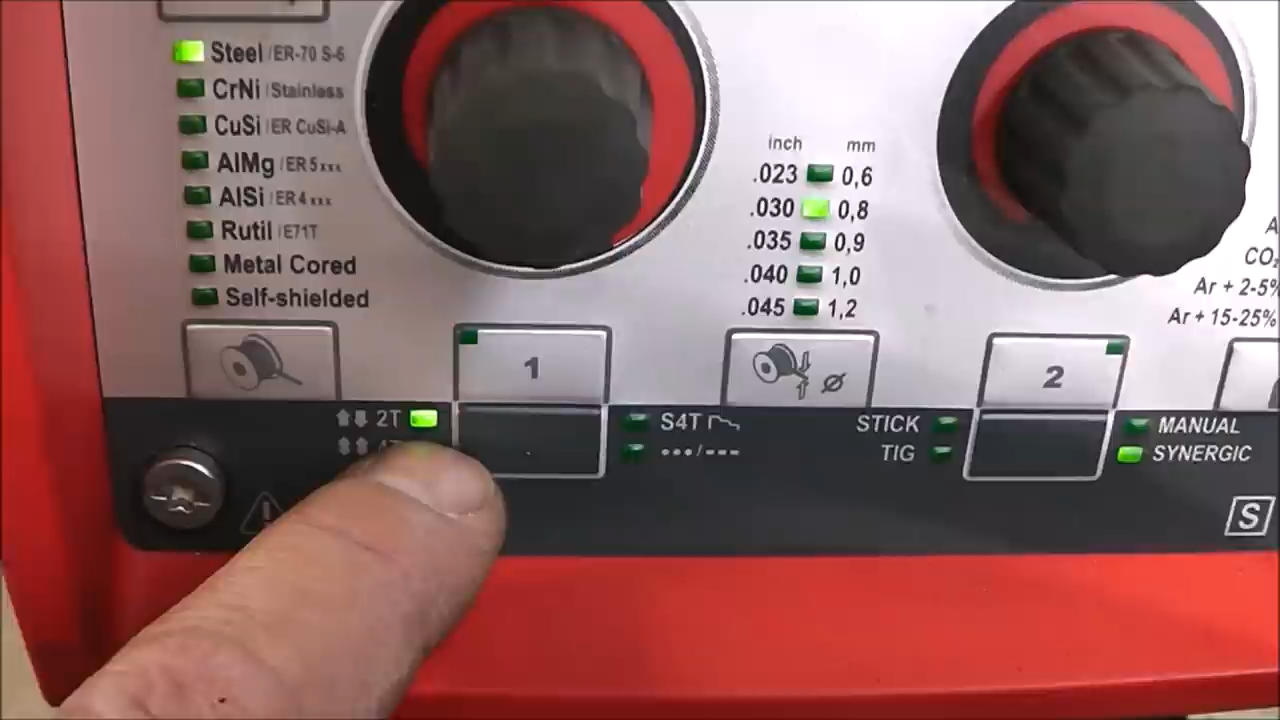 Steel / ER-70 S-6
CrNi / Stainless
CuSi / ER CuSi-A
AlMg / ER 5xxx
AlSi / ER 4xxx
Rutil / E71T
Metal Cored
Self-shielded
inch mm
.023 0,6
.030 0,8
.035 0,9
.040 1,0
.045 1,2
CO₂
Ar + 2-5%
Ar + 15-25%
1
ø
2
2T
S4T
•••/---
STICK
TIG
MANUAL
SYNERGIC
S